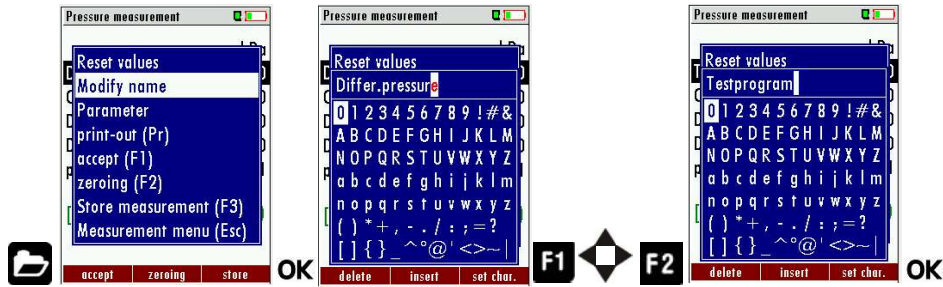 Pressure measurement
Reset values
Modify name
Parameter
print-out (Pr)
accept (F1)
zeroing (F2)
Store measurement (F3)
Measurement menu (Esc)
accept zeroing store
OK
Pressure measurement
Reset values
Differ.pressure
0 1 2 3 4 5 6 7 8 9 ! # &
A B C D E F G H I J K L M
N O P Q R S T U V W X Y Z
a b c d e f g h i j k l m
n o p q r s t u v w x y z
( ) * + , - . / : ; = ?
[ ] { } _ ^ ° @ ' < > ~ |
delete insert set char.
F1
F2
Pressure measurement
Reset values
Testprogram
0 1 2 3 4 5 6 7 8 9 ! # &
A B C D E F G H I J K L M
N O P Q R S T U V W X Y Z
a b c d e f g h i j k l m
n o p q r s t u v w x y z
( ) * + , - . / : ; = ?
[ ] { } _ ^ ° @ ' < > ~ |
delete insert set char.
OK